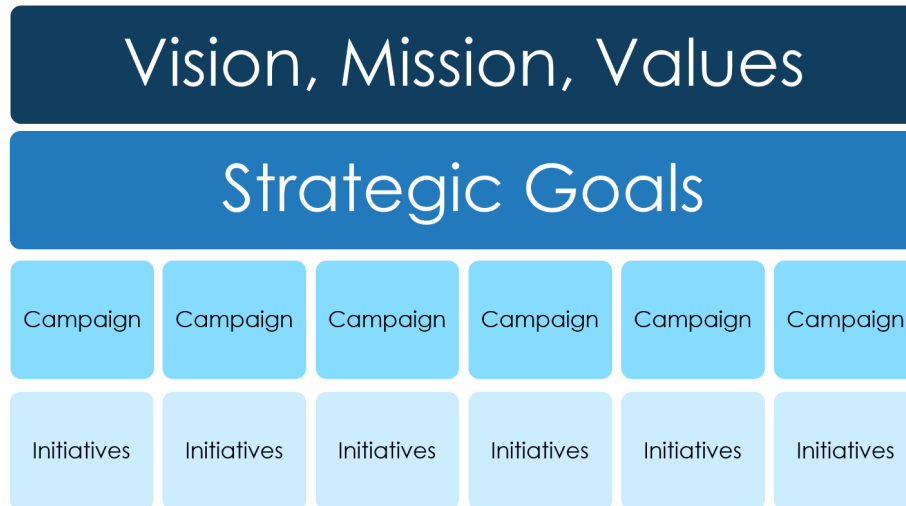 Vision, Mission, Values
Strategic Goals
Campaign Campaign Campaign Campaign Campaign Campaign
Initiatives Initiatives Initiatives Initiatives Initiatives Initiatives